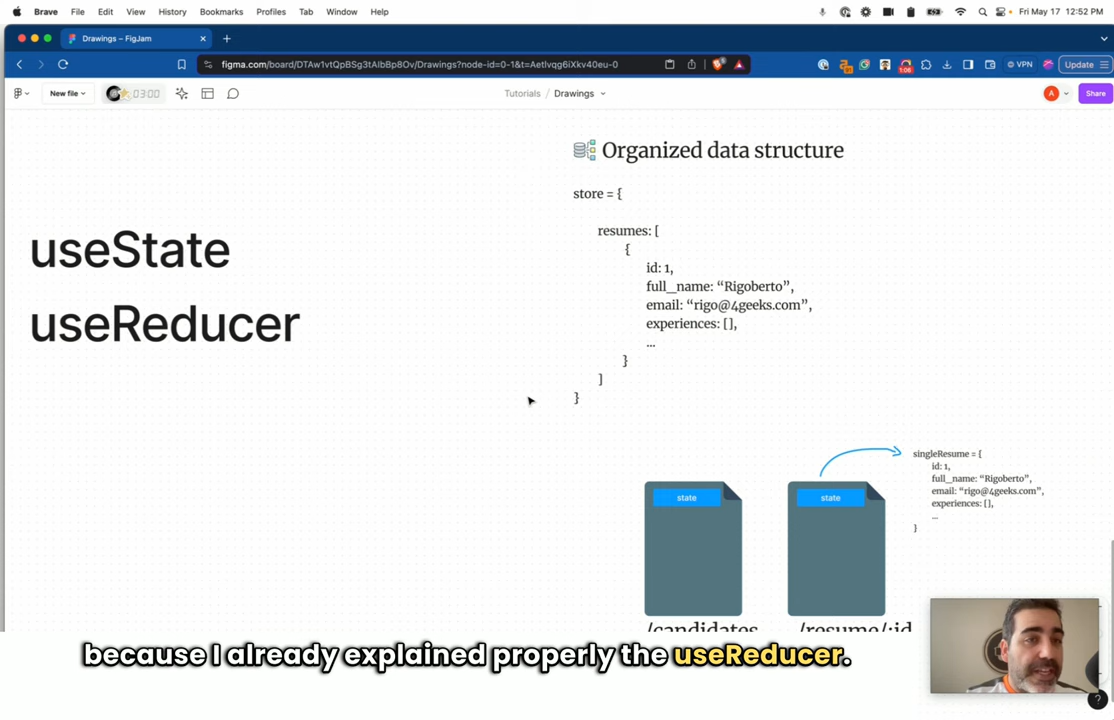 Brave File Edit View History Bookmarks Profiles Tab Window Help
Fri May 17 12:52 PM
Drawings – FigJam
figma.com/board/DTAw1vtQpBSg3tAlbBp8Ov/Drawings?node-id=0-1&t=Aetlvqg6iXkv40eu-0
VPN
Update
New file
03:00
Tutorials / Drawings
A
Share
Organized data structure
store = {
useState
useReducer
resumes: [
{
id: 1,
full_name: “Rigoberto”,
email: “rigo@4geeks.com”,
experiences: [],
...
}
]
}
state
state
singleResume = {
id: 1,
full_name: “Rigoberto”,
email: “rigo@4geeks.com”,
experiences: [],
...
}
/candidates
/resume/:id
because I already explained properly the useReducer.
?